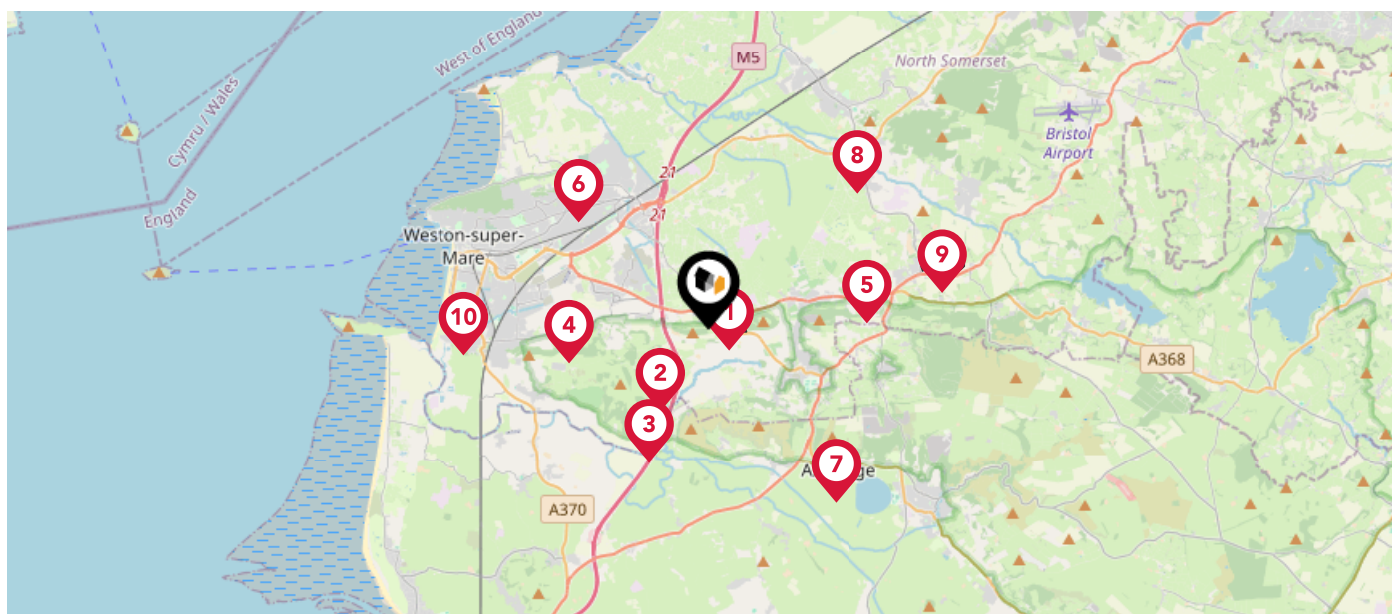 West of England
M5
North Somerset
Cymru / Wales
England
Bristol
Airport
8
21
6
21
Weston-super-
Mare
9
5
1
10
4
A368
2
3
7
A370